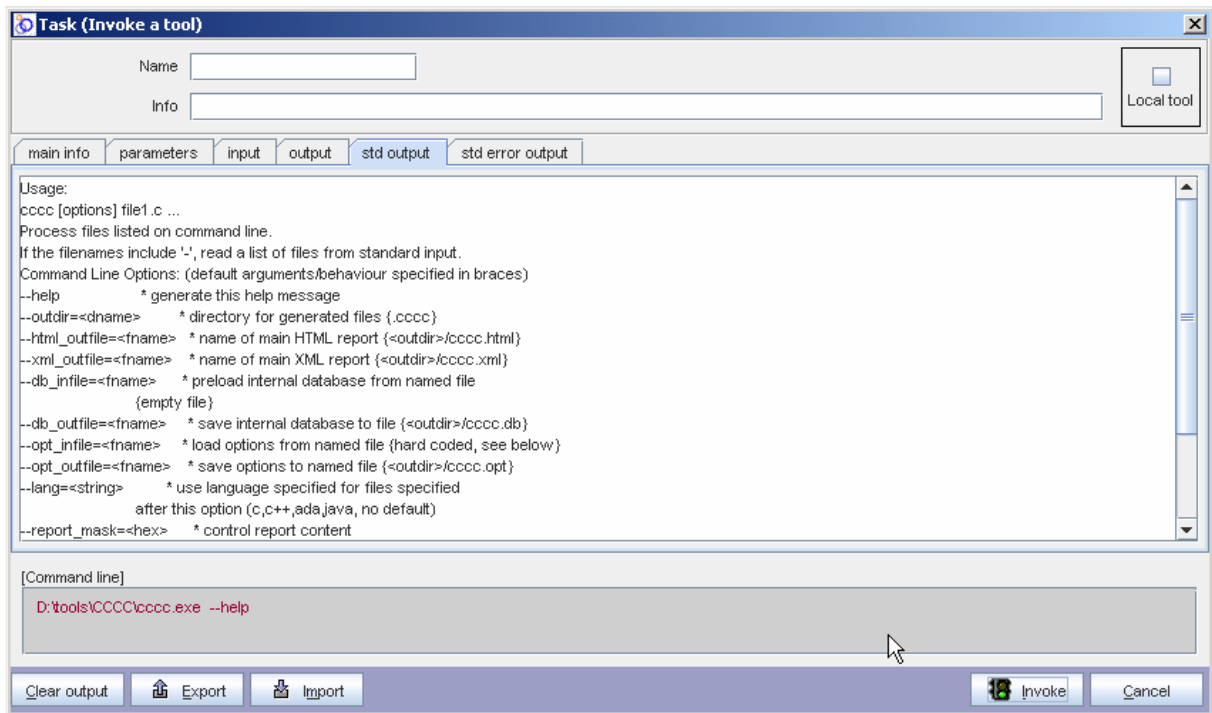 Task (Invoke a tool)
Name
Info
Local tool
main info parameters input output std output std error output
Usage:
cccc [options] file1.c ...
Process files listed on command line.
If the filenames include '-', read a list of files from standard input.
Command Line Options: (default arguments/behaviour specified in braces)
--help * generate this help message
--outdir=<dname> * directory for generated files {.cccc}
--html_outfile=<fname> * name of main HTML report {<outdir>/cccc.html}
--xml_outfile=<fname> * name of main XML report {<outdir>/cccc.xml}
--db_infile=<fname> * preload internal database from named file
{empty file}
--db_outfile=<fname> * save internal database to file {<outdir>/cccc.db}
--opt_infile=<fname> * load options from named file {hard coded, see below}
--opt_outfile=<fname> * save options to named file {<outdir>/cccc.opt}
--lang=<string> * use language specified for files specified
after this option (c,c++,ada,java, no default)
--report_mask=<hex> * control report content
[Command line]
D:\tools\CCCC\cccc.exe --help
Clear output Export Import Invoke Cancel